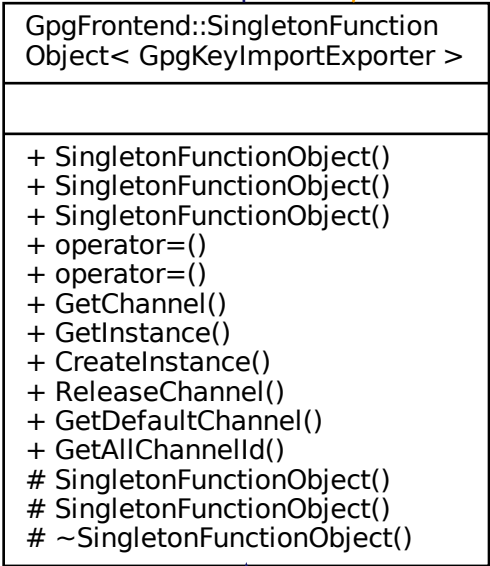 GpgFrontend::SingletonFunction
Object< GpgKeyImportExporter >
+ SingletonFunctionObject()
+ SingletonFunctionObject()
+ SingletonFunctionObject()
+ operator=()
+ operator=()
+ GetChannel()
+ GetInstance()
+ CreateInstance()
+ ReleaseChannel()
+ GetDefaultChannel()
+ GetAllChannelId()
# SingletonFunctionObject()
# SingletonFunctionObject()
# ~SingletonFunctionObject()